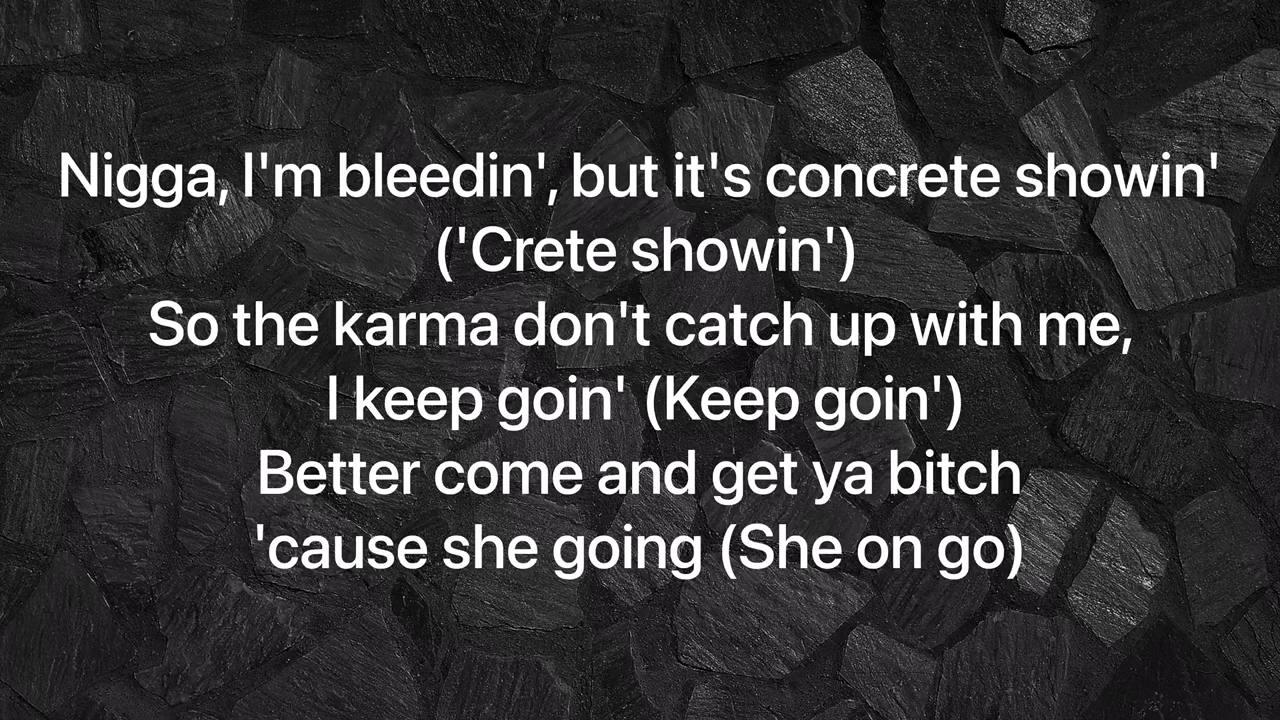 Nigga, I'm bleedin', but it's concrete showin'
('Crete showin')
So the karma don't catch up with me,
I keep goin' (Keep goin')
Better come and get ya bitch
'cause she going (She on go)